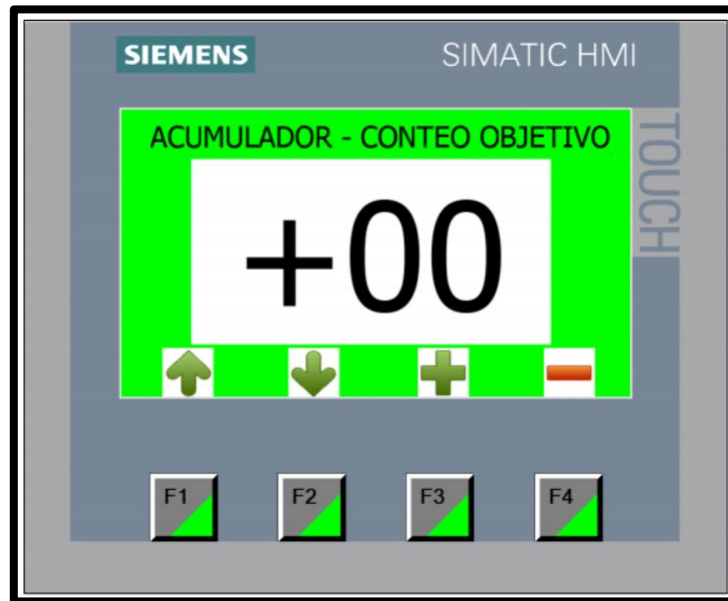 SIEMENS
SIMATIC HMI
TOUCH
ACUMULADOR - CONTEO OBJETIVO
+00
F1
F2
F3
F4